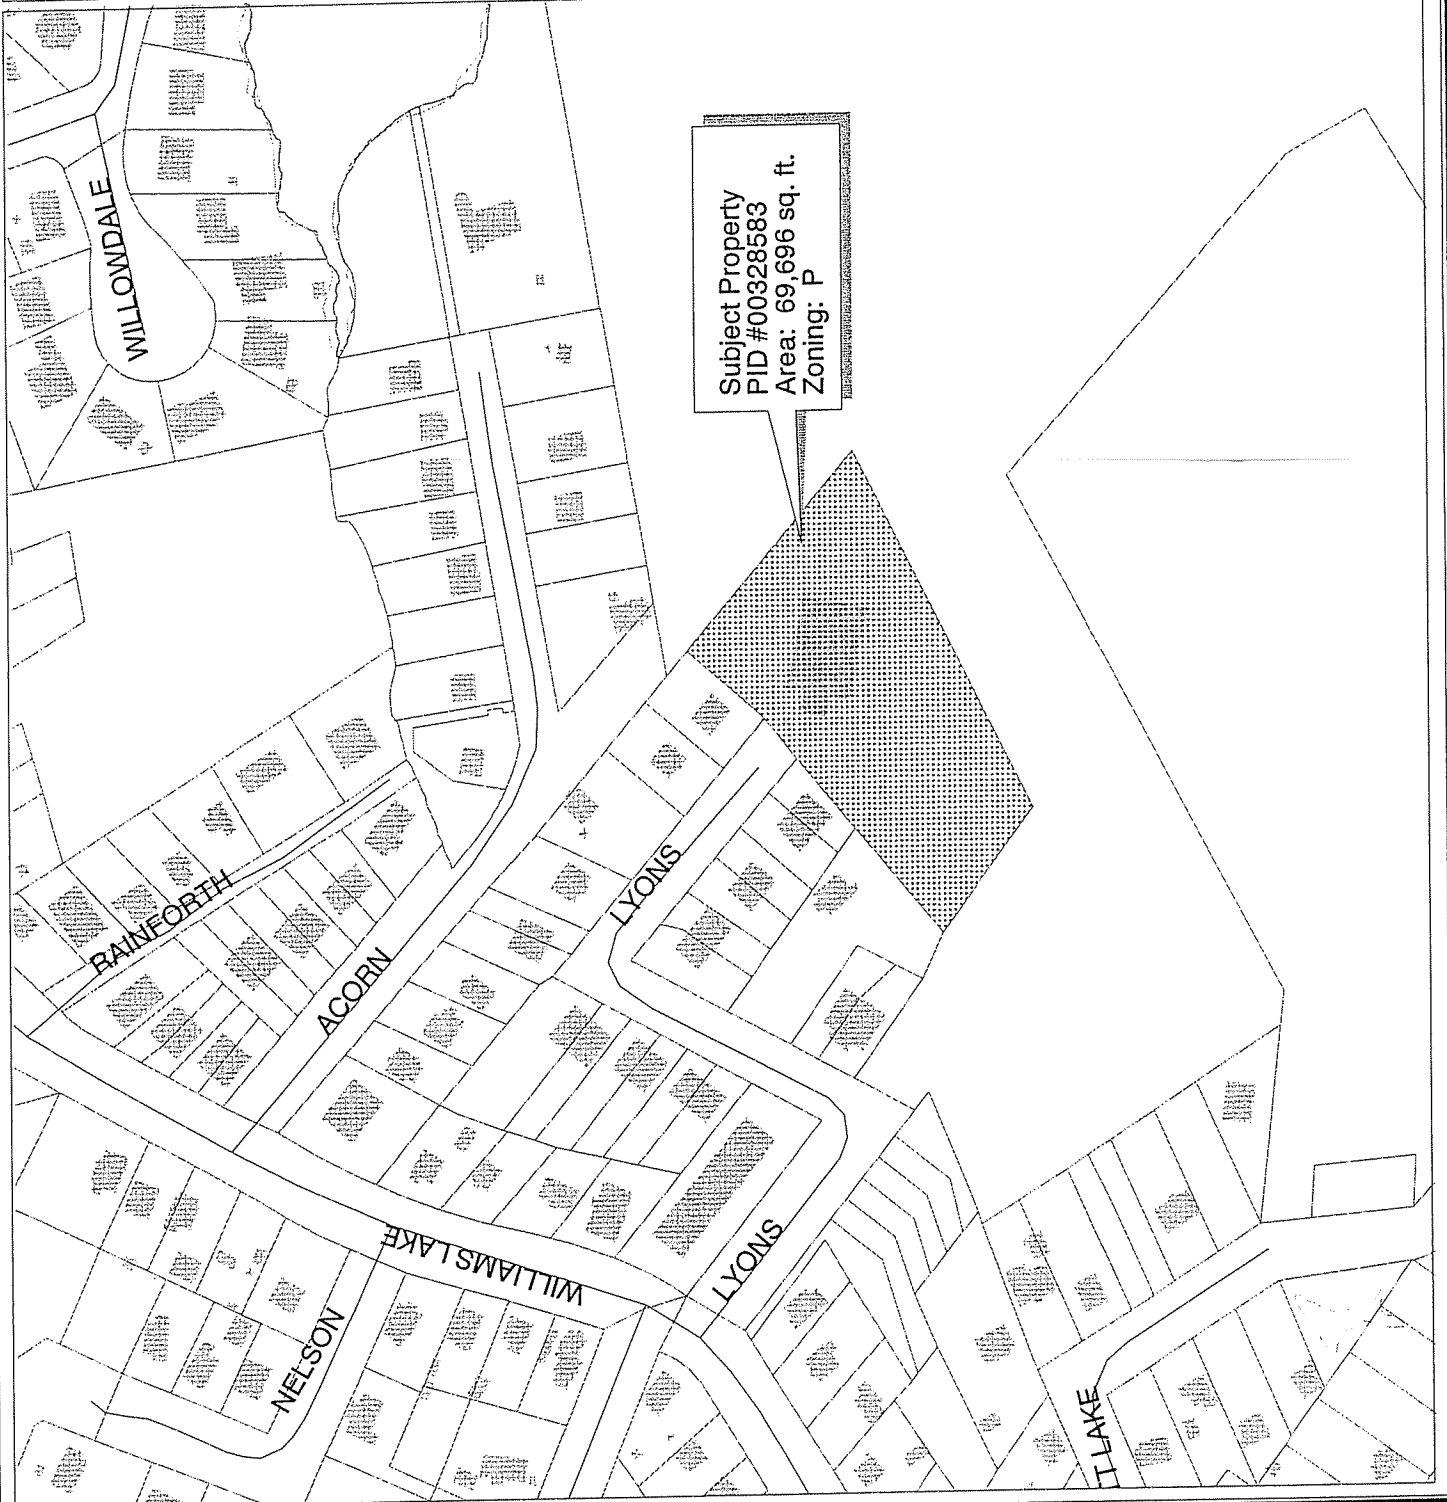 WILLOWDALE
Subject Property
PID #00328583
Area: 69,696 sq. ft.
Zoning: P
RAINFORTH
LYONS
ACORN
WILLIAMS LAKE
LYONS
NELSON
IT LAKE